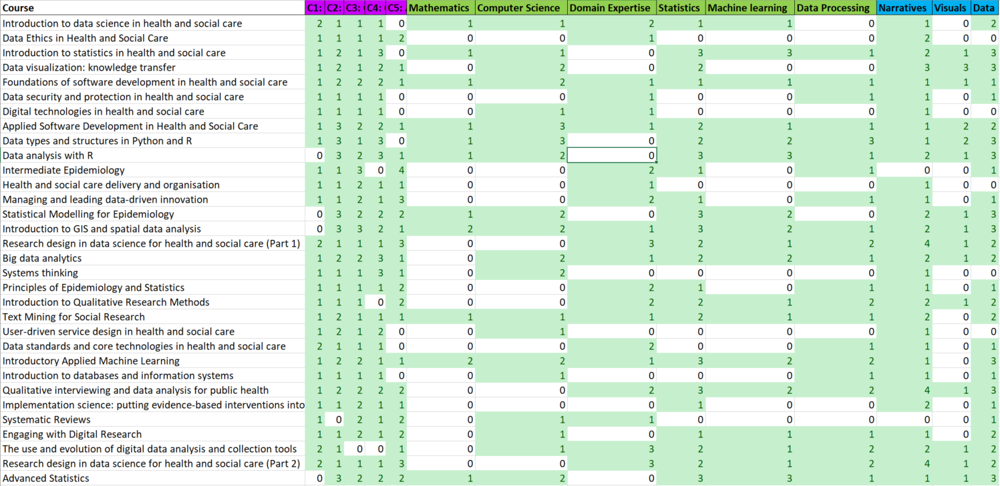 Course C1: C2: C3: C4: C5: Mathematics Computer Science Domain Expertise Statistics Machine learning Data Processing Narratives Visuals Data
Introduction to data science in health and social care 2 1 1 1 0 1 1 2 1 1 0 1 0 2
Data Ethics in Health and Social Care 1 1 1 1 2 0 0 1 0 0 0 2 0 0
Introduction to statistics in health and social care 1 2 1 3 0 1 1 0 3 3 1 2 1 3
Data visualization: knowledge transfer 1 2 1 2 1 0 2 0 2 0 0 3 3 3
Foundations of software development in health and social care 1 2 2 2 1 1 2 1 1 1 1 1 1 1
Data security and protection in health and social care 1 1 1 1 0 0 0 1 0 0 1 1 0 1
Digital technologies in health and social care 1 1 1 1 0 0 1 1 0 0 0 1 0 0
Applied Software Development in Health and Social Care 1 3 2 2 1 1 3 1 2 1 1 1 2 2
Data types and structures in Python and R 1 3 1 3 0 1 3 0 2 2 3 1 2 3
Data analysis with R 0 3 2 3 1 1 2 0 3 3 1 2 1 3
Intermediate Epidemiology 1 1 3 0 4 0 0 2 1 0 1 0 0 1
Health and social care delivery and organisation 1 1 2 1 1 0 0 1 0 0 0 1 0 0
Managing and leading data-driven innovation 1 1 2 1 3 0 0 2 1 0 1 1 0 1
Statistical Modelling for Epidemiology 0 3 2 2 2 1 2 0 3 2 0 2 1 3
Introduction to GIS and spatial data analysis 0 3 3 2 1 2 2 1 3 2 1 2 1 3
Research design in data science for health and social care (Part 1) 2 1 1 1 3 0 0 3 2 1 2 4 1 2
Big data analytics 1 2 2 3 1 0 2 1 2 2 1 2 1 2
Systems thinking 1 1 1 3 1 0 2 0 0 0 0 1 0 0
Principles of Epidemiology and Statistics 1 1 1 1 2 0 0 2 1 0 1 1 0 1
Introduction to Qualitative Research Methods 1 1 1 0 2 0 0 2 2 1 2 2 1 2
Text Mining for Social Research 1 2 1 1 1 1 1 1 2 1 1 2 0 2
User-driven service design in health and social care 1 2 1 2 0 0 1 0 0 0 0 1 0 0
Data standards and core technologies in health and social care 2 1 1 1 0 0 0 2 0 0 1 1 0 1
Introductory Applied Machine Learning 1 2 2 1 1 2 2 1 3 2 2 1 0 3
Introduction to databases and information systems 1 1 1 1 0 0 1 0 0 0 1 1 0 1
Qualitative interviewing and data analysis for public health 1 2 2 2 2 0 0 2 3 2 2 4 1 3
Implementation science: putting evidence-based interventions into 1 1 2 1 1 0 0 0 1 0 0 2 0 1
Systematic Reviews 1 0 2 1 2 0 1 1 0 0 0 0 0 1
Engaging with Digital Research 1 1 2 1 2 0 1 0 1 1 1 1 0 2
The use and evolution of digital data analysis and collection tools 2 1 0 0 1 0 1 3 2 1 2 2 1 2
Research design in data science for health and social care (Part 2) 2 1 1 1 3 0 0 3 2 1 2 4 1 2
Advanced Statistics 0 3 2 2 2 1 2 0 3 3 1 1 1 3